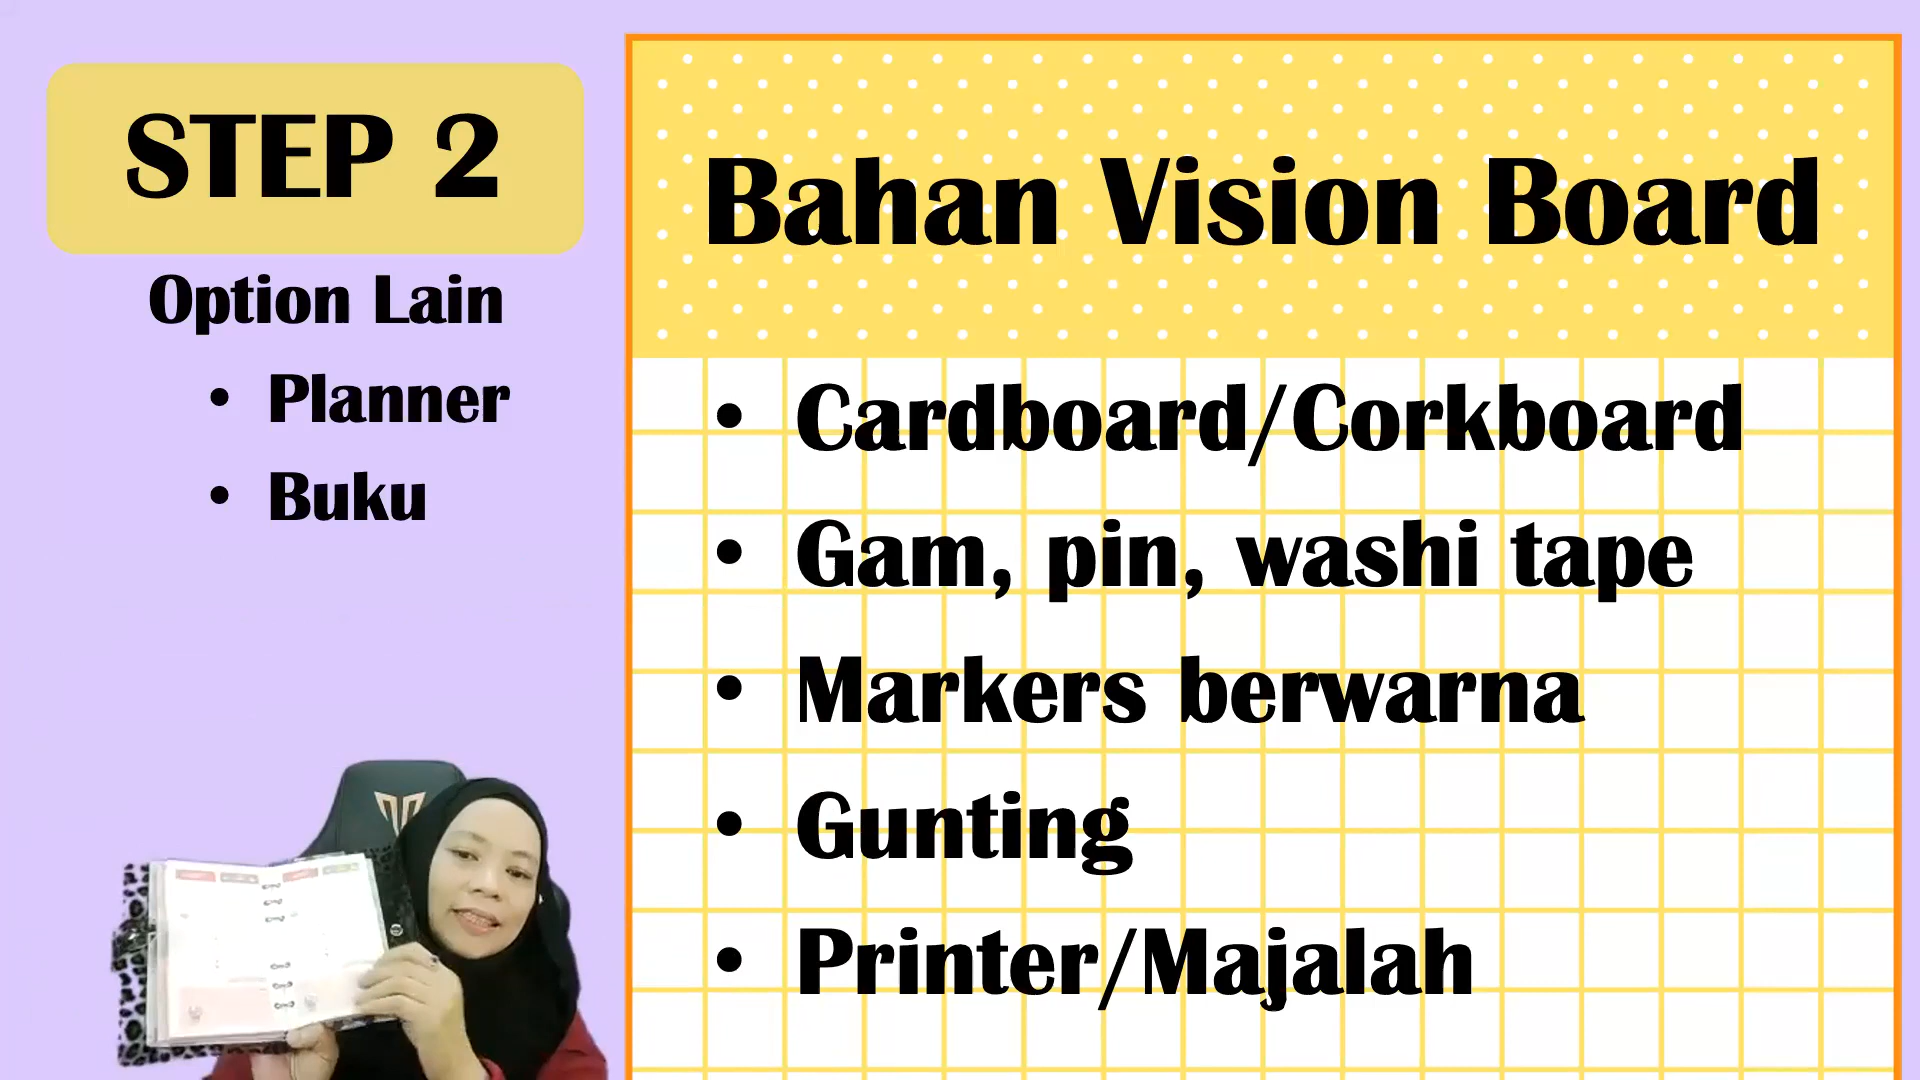 STEP 2
Option Lain
• Planner
• Buku
Bahan Vision Board
• Cardboard/Corkboard
• Gam, pin, washi tape
• Markers berwarna
• Gunting
• Printer/Majalah